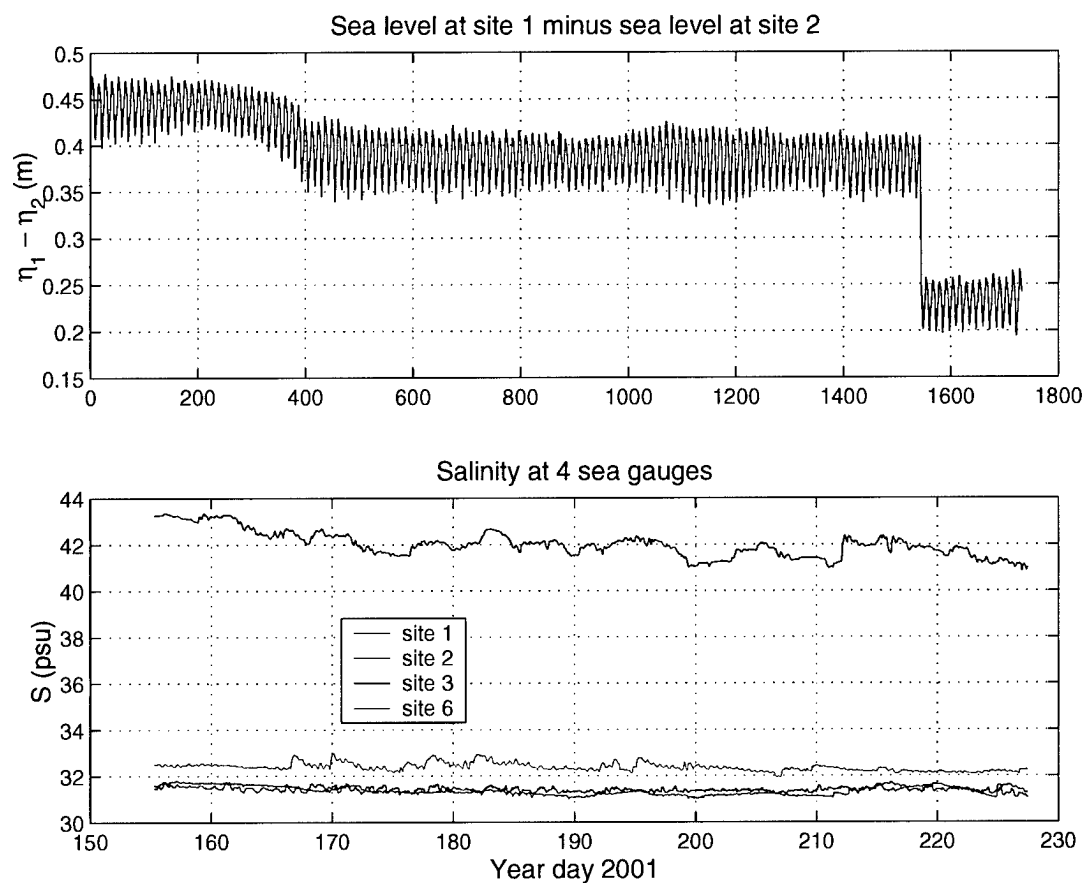 Sea level at site 1 minus sea level at site 2
0.5
0.45
0.4
0.35
0.3
0.25
0.2
0.15
η1 − η2 (m)
0 200 400 600 800 1000 1200 1400 1600 1800
Salinity at 4 sea gauges
44
42
40
38
36
34
32
30
S (psu)
site 1
site 2
site 3
site 6
150 160 170 180 190 200 210 220 230
Year day 2001